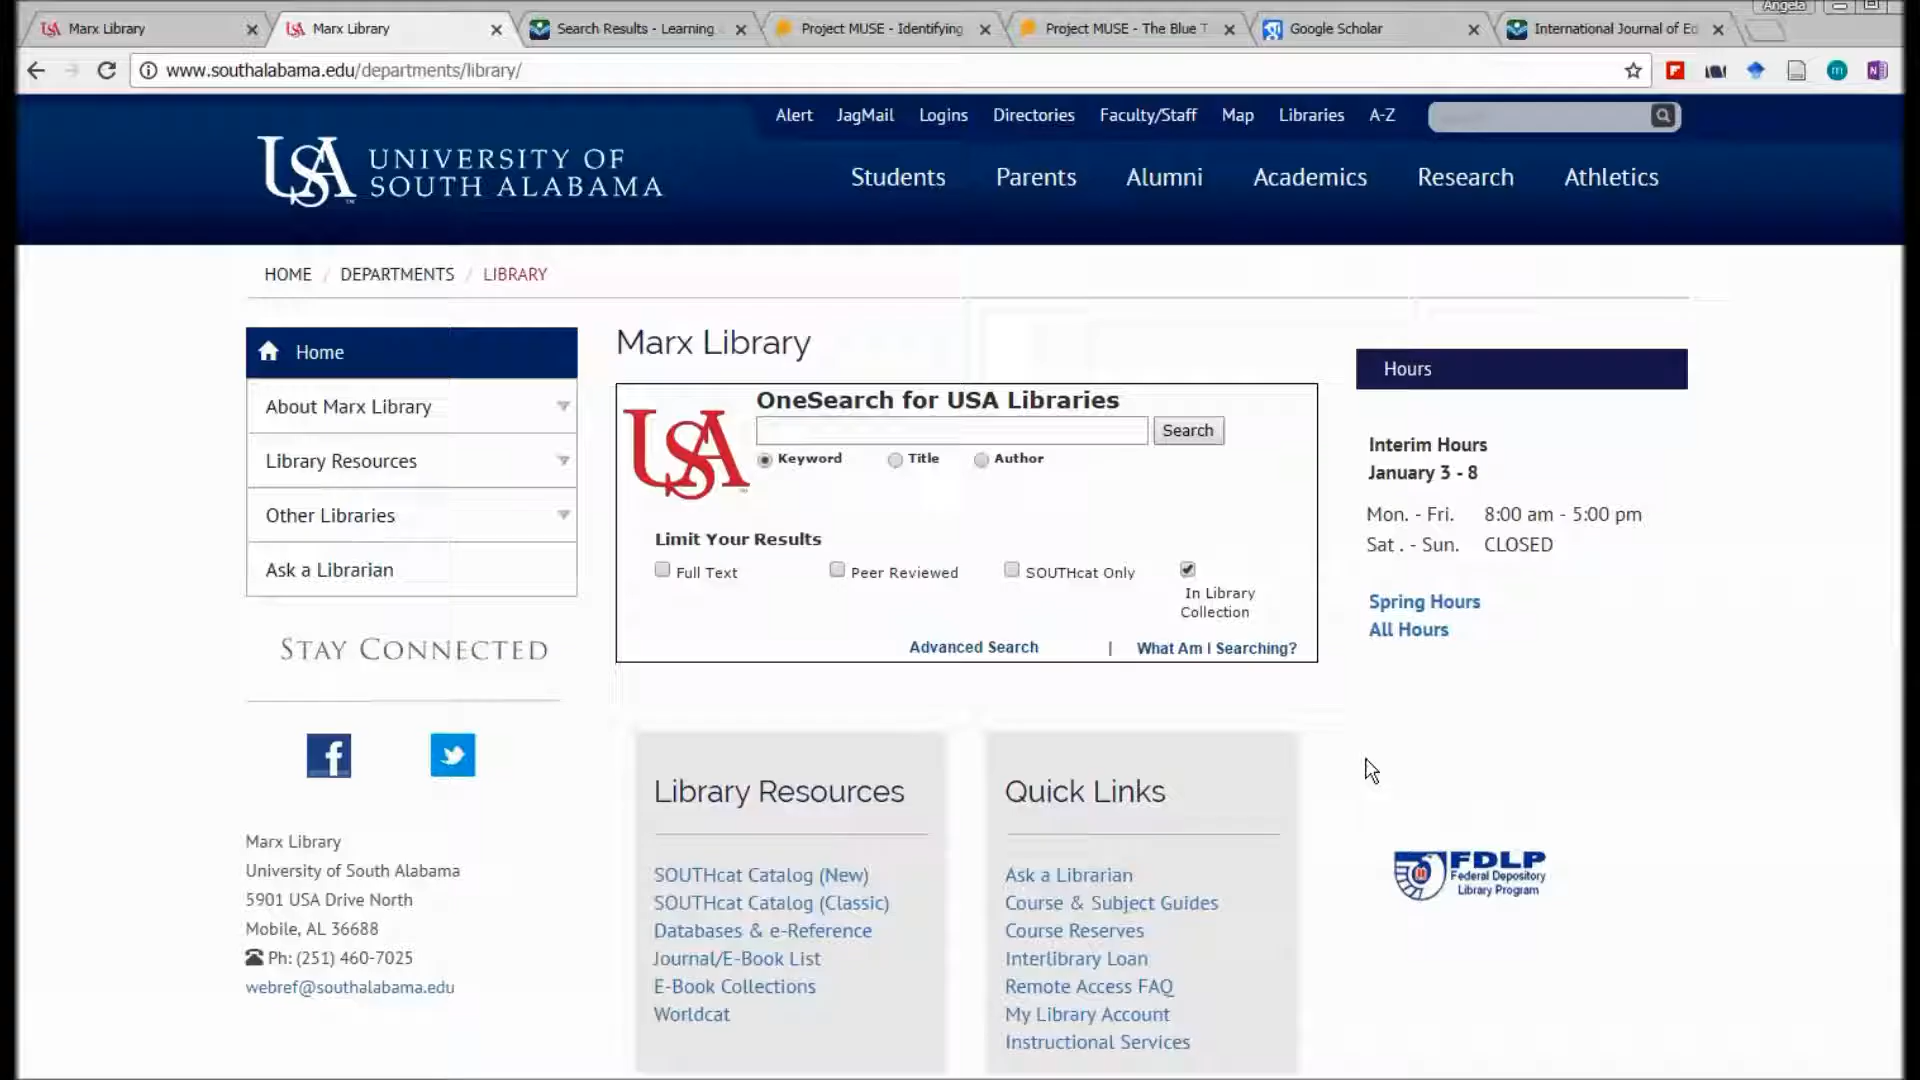 Angela
Marx Library
Marx Library
Search Results - Learning
Project MUSE - Identifying
Project MUSE - The Blue T
Google Scholar
International Journal of Ed
www.southalabama.edu/departments/library/
Alert JagMail Logins Directories Faculty/Staff Map Libraries A-Z
USA UNIVERSITY OF
SOUTH ALABAMA
Students Parents Alumni Academics Research Athletics
HOME / DEPARTMENTS / LIBRARY
Home
About Marx Library
Library Resources
Other Libraries
Ask a Librarian
STAY CONNECTED
Marx Library
University of South Alabama
5901 USA Drive North
Mobile, AL 36688
Ph: (251) 460-7025
webref@southalabama.edu
Marx Library
USA
OneSearch for USA Libraries
Search
Keyword Title Author
Limit Your Results
Full Text Peer Reviewed SOUTHcat Only In Library
Collection
Advanced Search | What Am I Searching?
Library Resources
SOUTHcat Catalog (New)
SOUTHcat Catalog (Classic)
Databases & e-Reference
Journal/E-Book List
E-Book Collections
Worldcat
Quick Links
Ask a Librarian
Course & Subject Guides
Course Reserves
Interlibrary Loan
Remote Access FAQ
My Library Account
Instructional Services
Hours
Interim Hours
January 3 - 8
Mon. - Fri. 8:00 am - 5:00 pm
Sat . - Sun. CLOSED
Spring Hours
All Hours
FDLP
Federal Depository
Library Program